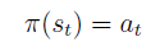 π(s_t) = a_t